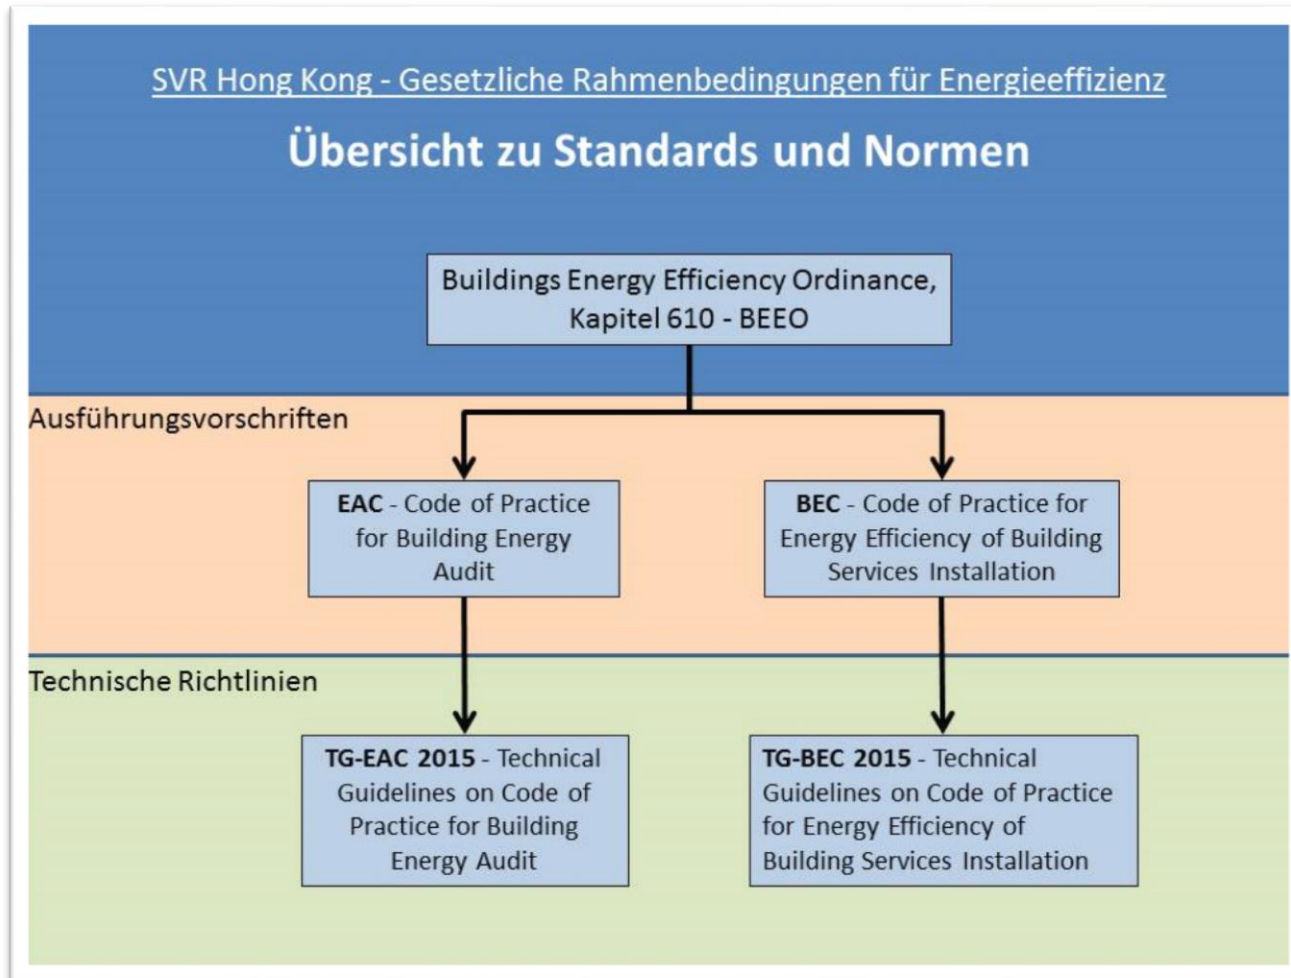 SVR Hong Kong - Gesetzliche Rahmenbedingungen für Energieeffizienz
Übersicht zu Standards und Normen
Buildings Energy Efficiency Ordinance,
Kapitel 610 - BEEO
Ausführungsvorschriften
EAC - Code of Practice
for Building Energy
Audit
BEC - Code of Practice for
Energy Efficiency of Building
Services Installation
Technische Richtlinien
TG-EAC 2015 - Technical
Guidelines on Code of
Practice for Building
Energy Audit
TG-BEC 2015 - Technical
Guidelines on Code of Practice
for Energy Efficiency of
Building Services Installation